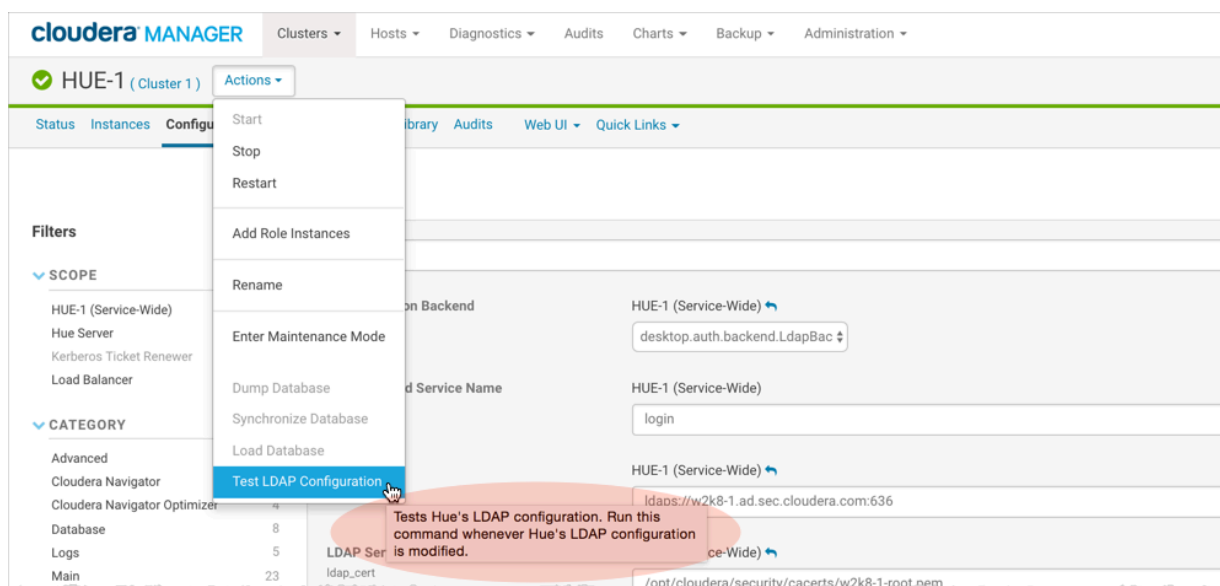 cloudera MANAGER Clusters Hosts Diagnostics Audits Charts Backup Administration
HUE-1 ( Cluster 1 ) Actions
Status Instances Configu ibrary Audits Web UI Quick Links
Start
Stop
Restart
Add Role Instances
Rename
Enter Maintenance Mode
Dump Database
Synchronize Database
Load Database
Test LDAP Configuration
Tests Hue's LDAP configuration. Run this
command whenever Hue's LDAP configuration
is modified.
Filters
SCOPE
HUE-1 (Service-Wide)
Hue Server
Kerberos Ticket Renewer
Load Balancer
CATEGORY
Advanced
Cloudera Navigator
Cloudera Navigator Optimizer 4
Database 8
Logs 5
Main 23
on Backend HUE-1 (Service-Wide)
desktop.auth.backend.LdapBac
d Service Name HUE-1 (Service-Wide)
login
HUE-1 (Service-Wide)
ldaps://w2k8-1.ad.sec.cloudera.com:636
LDAP Ser ce-Wide)
ldap_cert
/opt/cloudera/security/cacerts/w2k8-1-root.pem